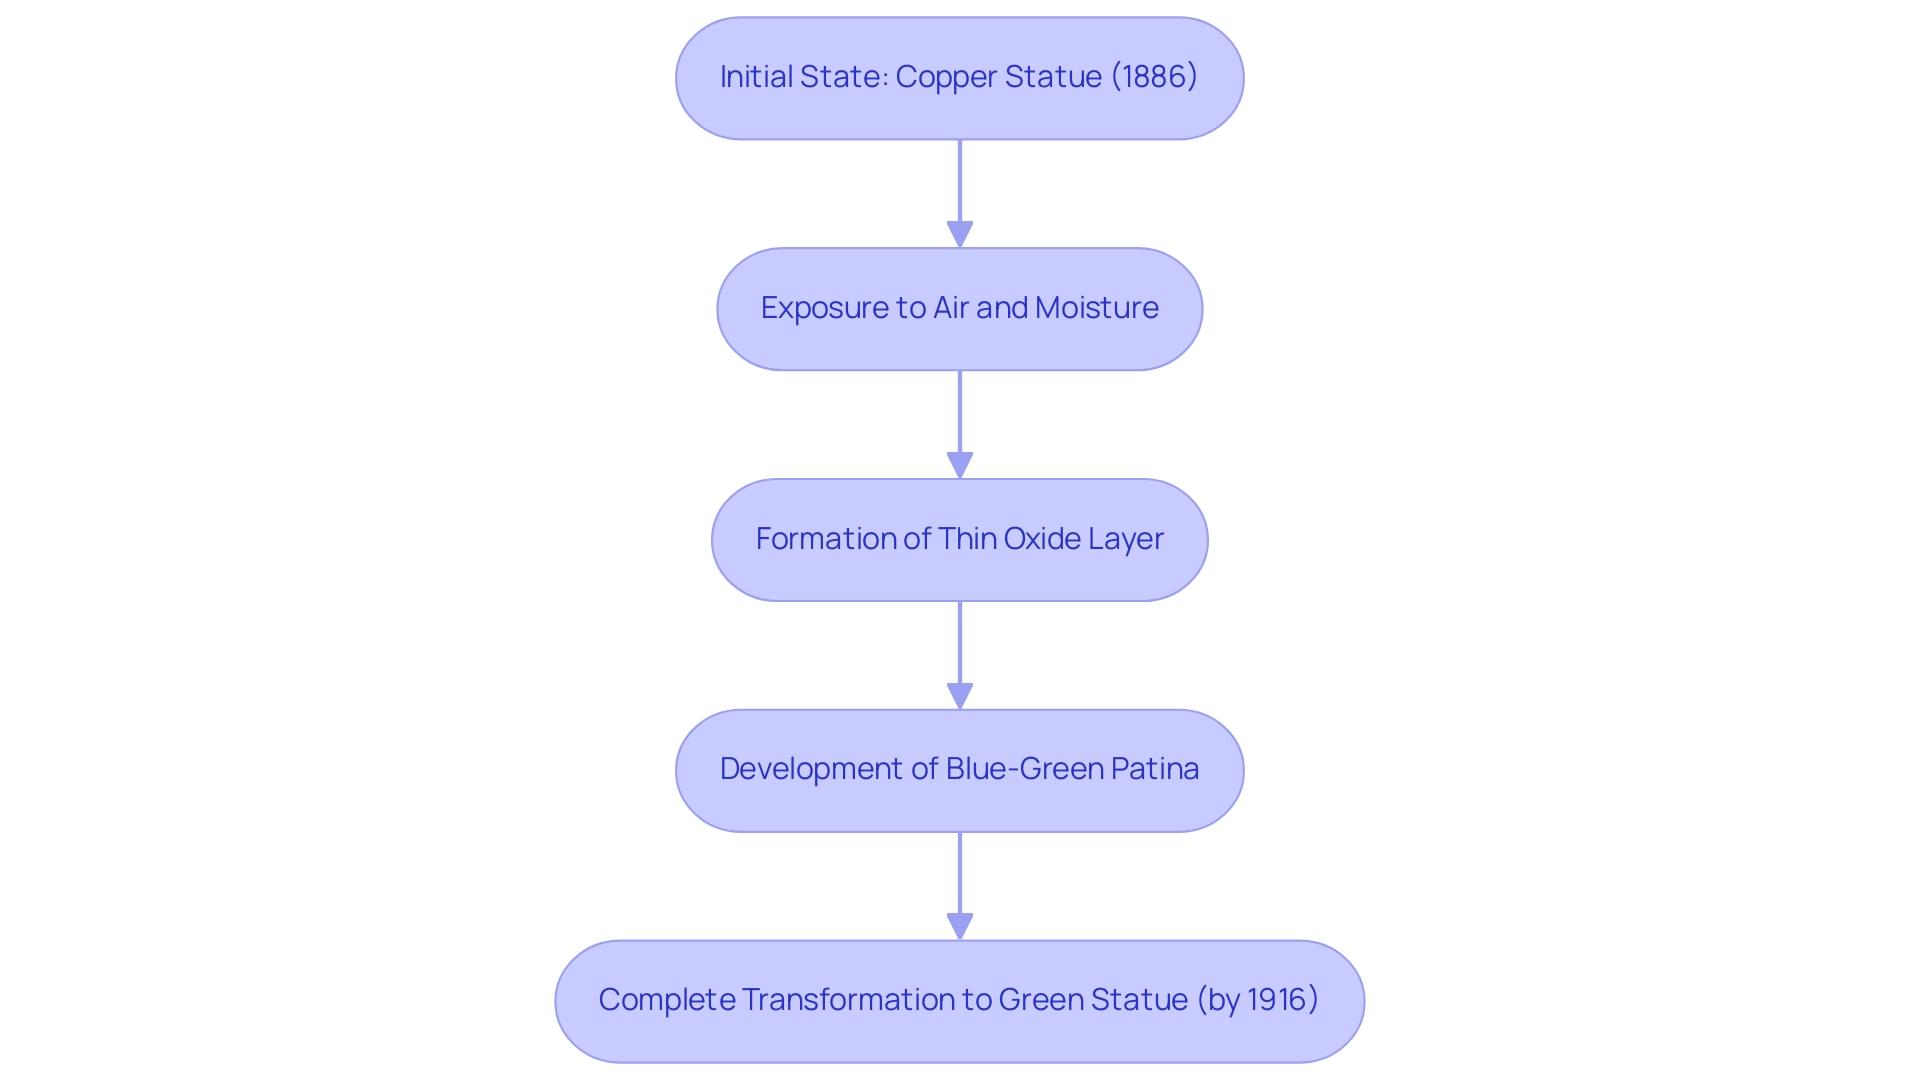 Initial State: Copper Statue (1886)
Exposure to Air and Moisture
Formation of Thin Oxide Layer
Development of Blue-Green Patina
Complete Transformation to Green Statue (by 1916)